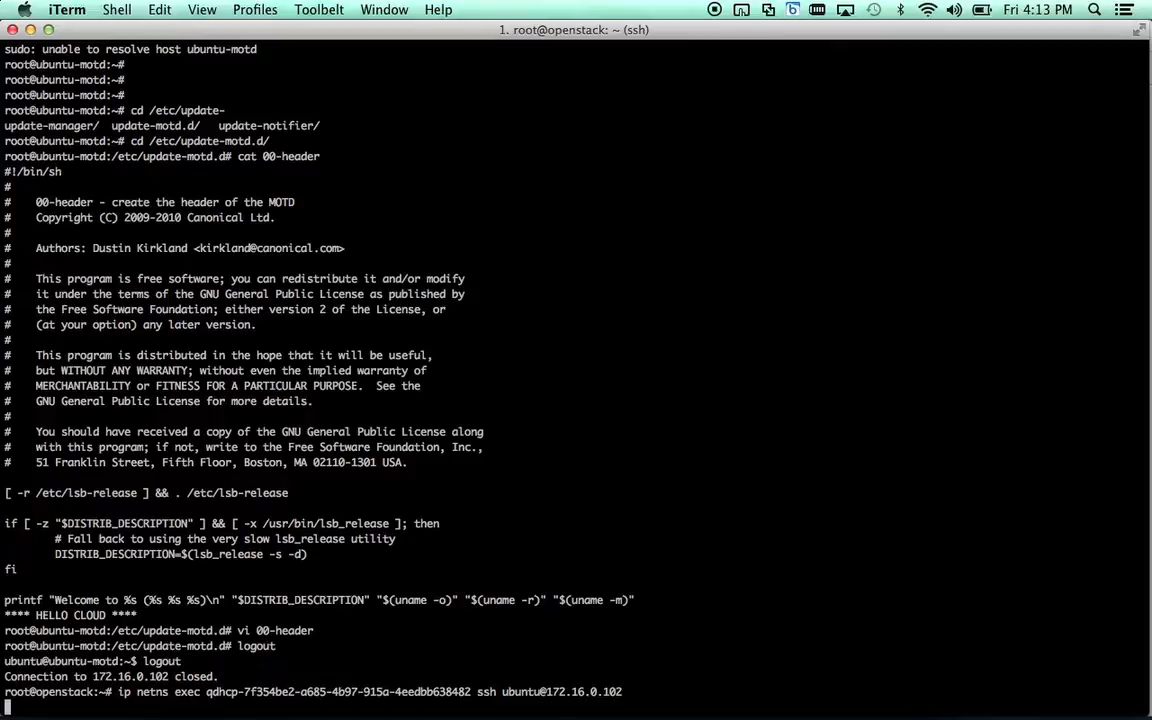 iTerm Shell Edit View Profiles Toolbelt Window Help Fri 4:13 PM
1. root@openstack: ~ (ssh)
sudo: unable to resolve host ubuntu-motd
root@ubuntu-motd:~#
root@ubuntu-motd:~#
root@ubuntu-motd:~#
root@ubuntu-motd:~# cd /etc/update-
update-manager/  update-motd.d/   update-notifier/
root@ubuntu-motd:~# cd /etc/update-motd.d/
root@ubuntu-motd:/etc/update-motd.d# cat 00-header
#!/bin/sh
#
#    00-header - create the header of the MOTD
#    Copyright (C) 2009-2010 Canonical Ltd.
#
#    Authors: Dustin Kirkland <kirkland@canonical.com>
#
#    This program is free software; you can redistribute it and/or modify
#    it under the terms of the GNU General Public License as published by
#    the Free Software Foundation; either version 2 of the License, or
#    (at your option) any later version.
#
#    This program is distributed in the hope that it will be useful,
#    but WITHOUT ANY WARRANTY; without even the implied warranty of
#    MERCHANTABILITY or FITNESS FOR A PARTICULAR PURPOSE.  See the
#    GNU General Public License for more details.
#
#    You should have received a copy of the GNU General Public License along
#    with this program; if not, write to the Free Software Foundation, Inc.,
#    51 Franklin Street, Fifth Floor, Boston, MA 02110-1301 USA.
[ -r /etc/lsb-release ] && . /etc/lsb-release
if [ -z "$DISTRIB_DESCRIPTION" ] && [ -x /usr/bin/lsb_release ]; then
        # Fall back to using the very slow lsb_release utility
        DISTRIB_DESCRIPTION=$(lsb_release -s -d)
fi
printf "Welcome to %s (%s %s %s)\n" "$DISTRIB_DESCRIPTION" "$(uname -o)" "$(uname -r)" "$(uname -m)"
**** HELLO CLOUD ****
root@ubuntu-motd:/etc/update-motd.d# vi 00-header
root@ubuntu-motd:/etc/update-motd.d# logout
ubuntu@ubuntu-motd:~$ logout
Connection to 172.16.0.102 closed.
root@openstack:~# ip netns exec qdhcp-7f354be2-a685-4b97-915a-4eedbb638482 ssh ubuntu@172.16.0.102